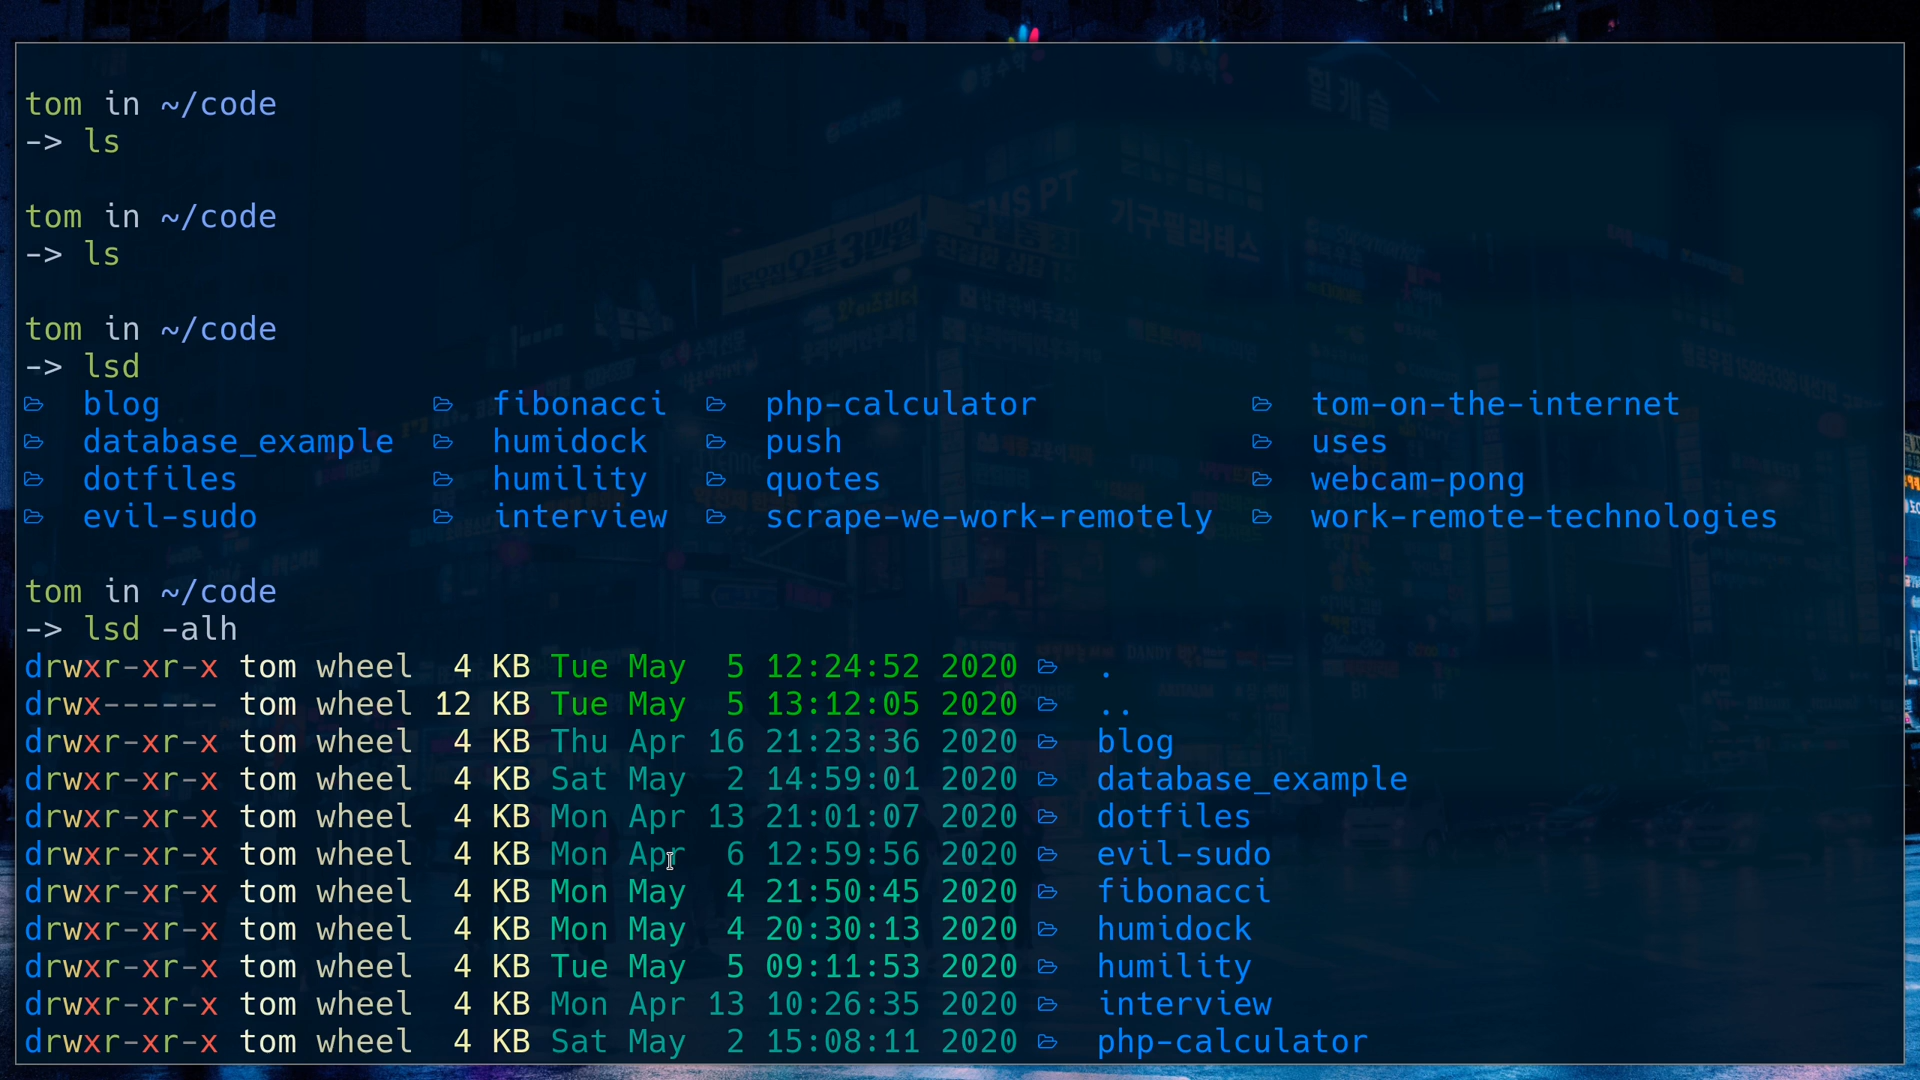 tom in ~/code
-> ls
tom in ~/code
-> ls
tom in ~/code
-> lsd
blog fibonacci php-calculator tom-on-the-internet
database_example humidock push uses
dotfiles humility quotes webcam-pong
evil-sudo interview scrape-we-work-remotely work-remote-technologies
tom in ~/code
-> lsd -alh
drwxr-xr-x tom wheel 4 KB Tue May 5 12:24:52 2020 .
drwx------ tom wheel 12 KB Tue May 5 13:12:05 2020 ..
drwxr-xr-x tom wheel 4 KB Thu Apr 16 21:23:36 2020 blog
drwxr-xr-x tom wheel 4 KB Sat May 2 14:59:01 2020 database_example
drwxr-xr-x tom wheel 4 KB Mon Apr 13 21:01:07 2020 dotfiles
drwxr-xr-x tom wheel 4 KB Mon Apr 6 12:59:56 2020 evil-sudo
drwxr-xr-x tom wheel 4 KB Mon May 4 21:50:45 2020 fibonacci
drwxr-xr-x tom wheel 4 KB Mon May 4 20:30:13 2020 humidock
drwxr-xr-x tom wheel 4 KB Tue May 5 09:11:53 2020 humility
drwxr-xr-x tom wheel 4 KB Mon Apr 13 10:26:35 2020 interview
drwxr-xr-x tom wheel 4 KB Sat May 2 15:08:11 2020 php-calculator
힐캐슬
기구필라테스